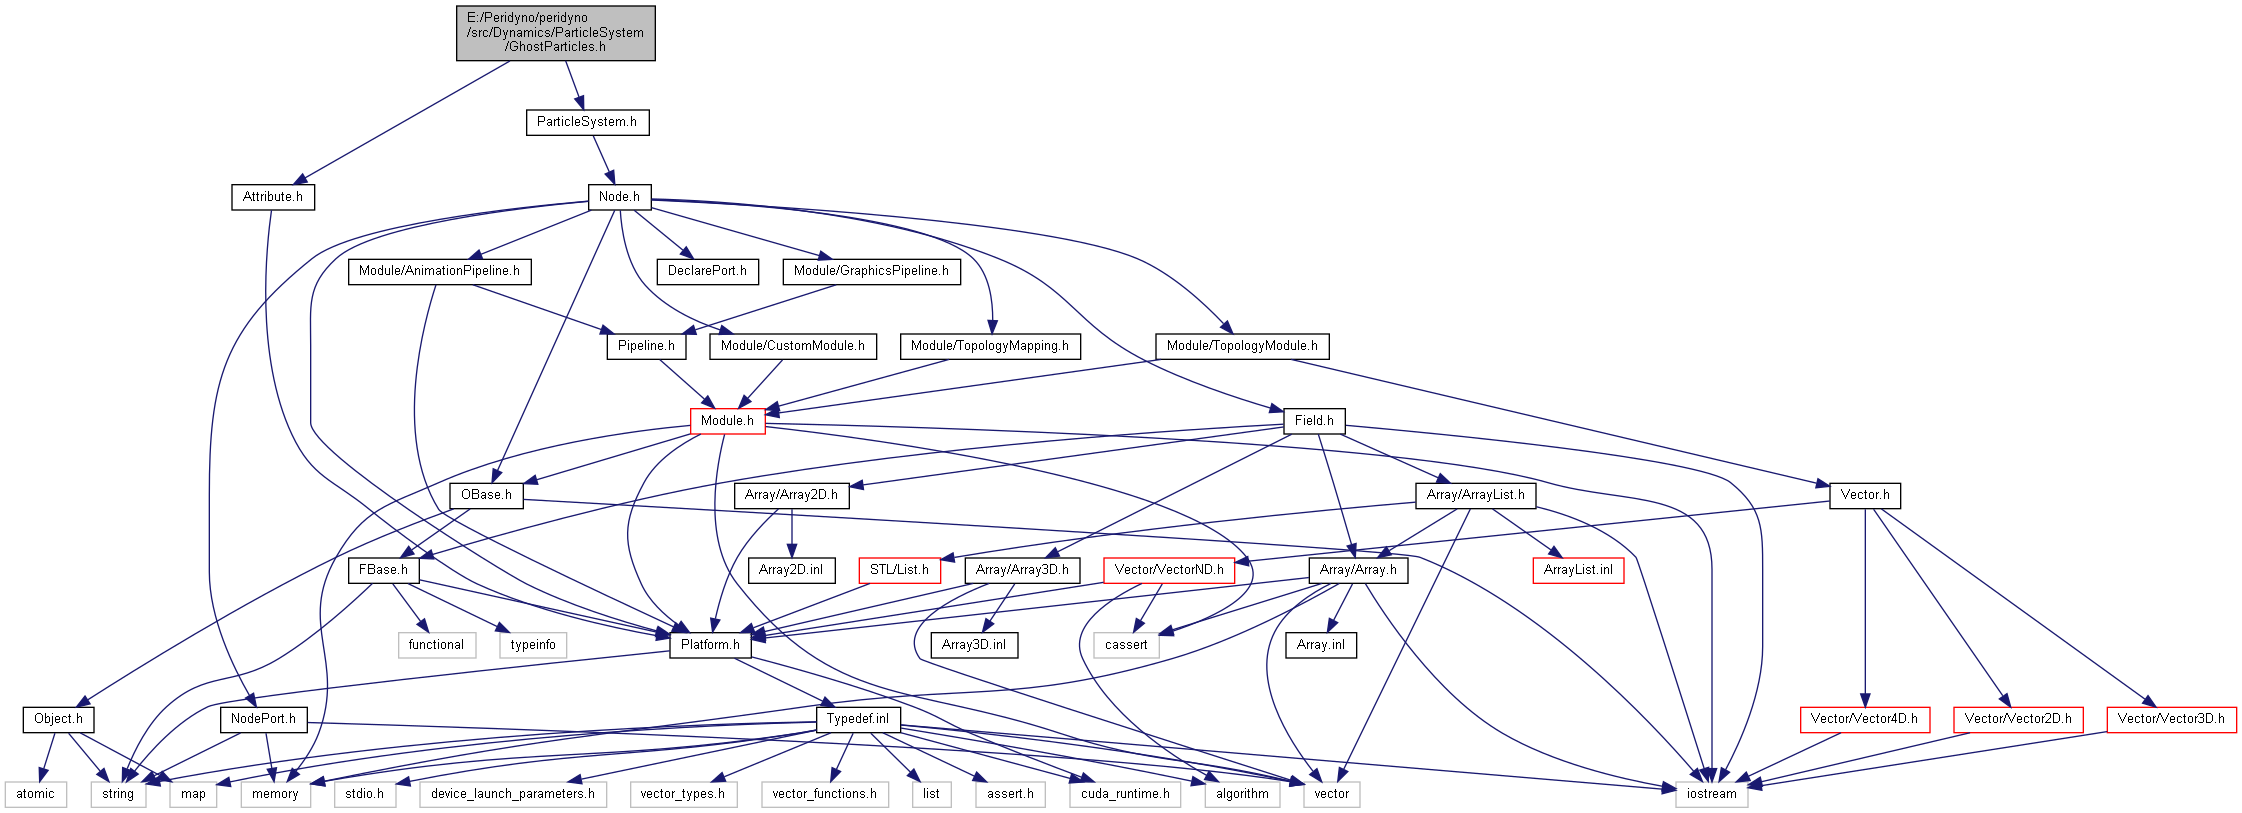 E:/Peridyno/peridyno
/src/Dynamics/ParticleSystem
/GhostParticles.h
ParticleSystem.h
Attribute.h
Node.h
Module/AnimationPipeline.h
DeclarePort.h
Module/GraphicsPipeline.h
Pipeline.h
Module/CustomModule.h
Module/TopologyMapping.h
Module/TopologyModule.h
Module.h
Field.h
OBase.h
Array/Array2D.h
Array/ArrayList.h
Vector.h
FBase.h
Array2D.inl
STL/List.h
Array/Array3D.h
Vector/VectorND.h
Array/Array.h
ArrayList.inl
functional
typeinfo
Platform.h
Array3D.inl
cassert
Array.inl
Object.h
NodePort.h
Typedef.inl
Vector/Vector4D.h
Vector/Vector2D.h
Vector/Vector3D.h
atomic
string
map
memory
stdio.h
device_launch_parameters.h
vector_types.h
vector_functions.h
list
assert.h
cuda_runtime.h
algorithm
vector
iostream